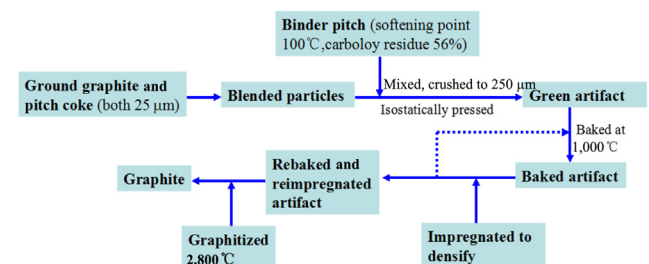 Binder pitch (softening point
100℃,carboloy residue 56%)
Ground graphite and
pitch coke (both 25 μm)
Blended particles
Mixed, crushed to 250 μm
Isostatically pressed
Green artifact
Baked at
1,000 ℃
Baked artifact
Rebaked and
reimpregnated
artifact
Graphite
Impregnated to
densify
Graphitized
2,800℃